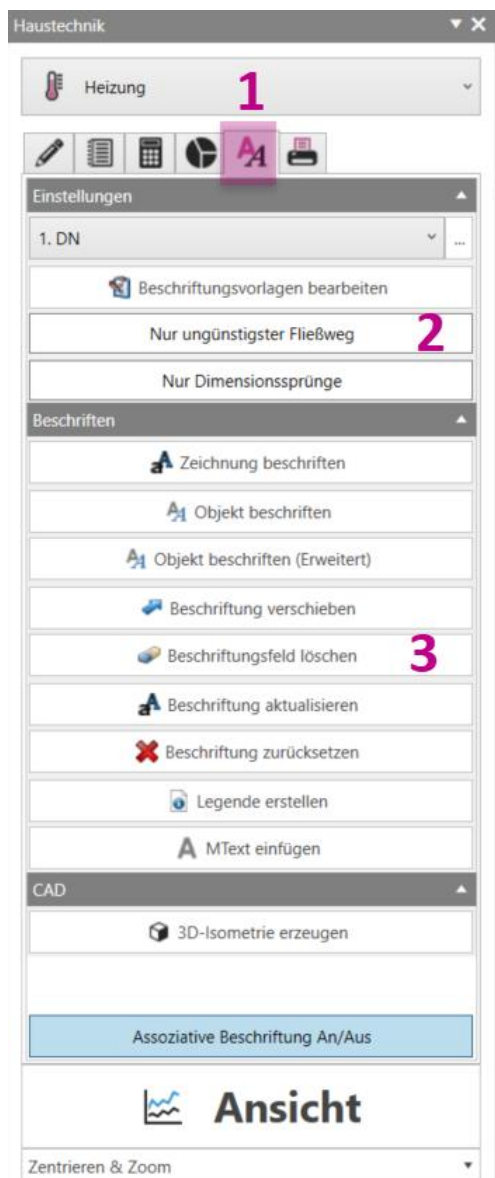 Haustechnik
Heizung
1
Einstellungen
1. DN
...
Beschriftungsvorlagen bearbeiten
Nur ungünstigster Fließweg
2
Nur Dimensionssprünge
Beschriften
Zeichnung beschriften
Objekt beschriften
Objekt beschriften (Erweitert)
Beschriftung verschieben
Beschriftungsfeld löschen
3
Beschriftung aktualisieren
Beschriftung zurücksetzen
Legende erstellen
MText einfügen
CAD
3D-Isometrie erzeugen
Assoziative Beschriftung An/Aus
Ansicht
Zentrieren & Zoom